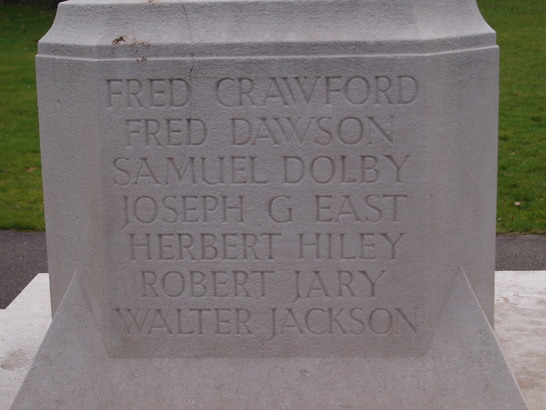 FRED CRAWFORD
FRED DAWSON
SAMUEL DOLBY
JOSEPH G EAST
HERBERT HILEY
ROBERT JARY
WALTER JACKSON